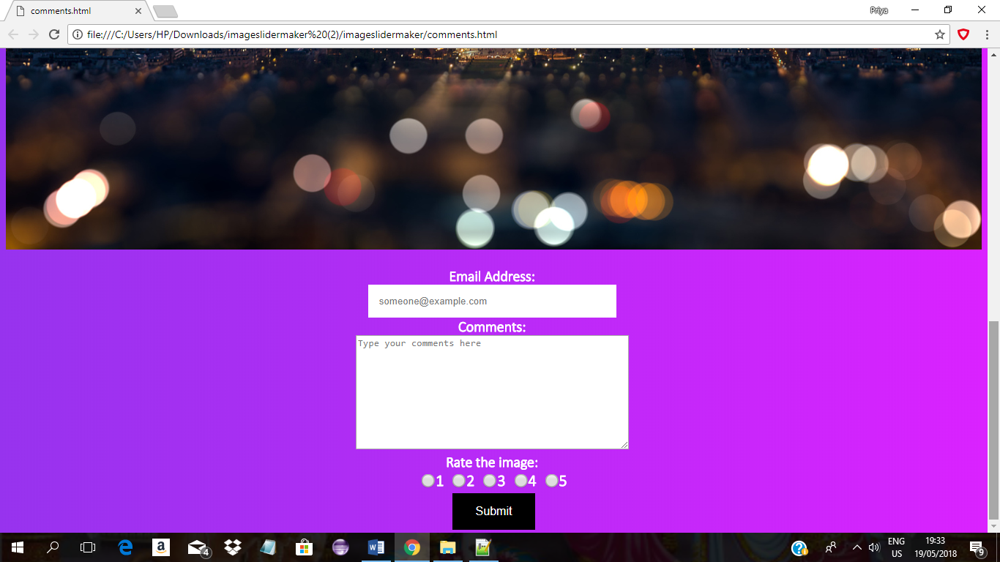 comments.html
Priya
file:///C:/Users/HP/Downloads/imageslidermaker%20(2)/imageslidermaker/comments.html
Email Address:
someone@example.com
Comments:
Type your comments here
Rate the image:
1 2 3 4 5
Submit
4
ENG
US
19:33
19/05/2018
9